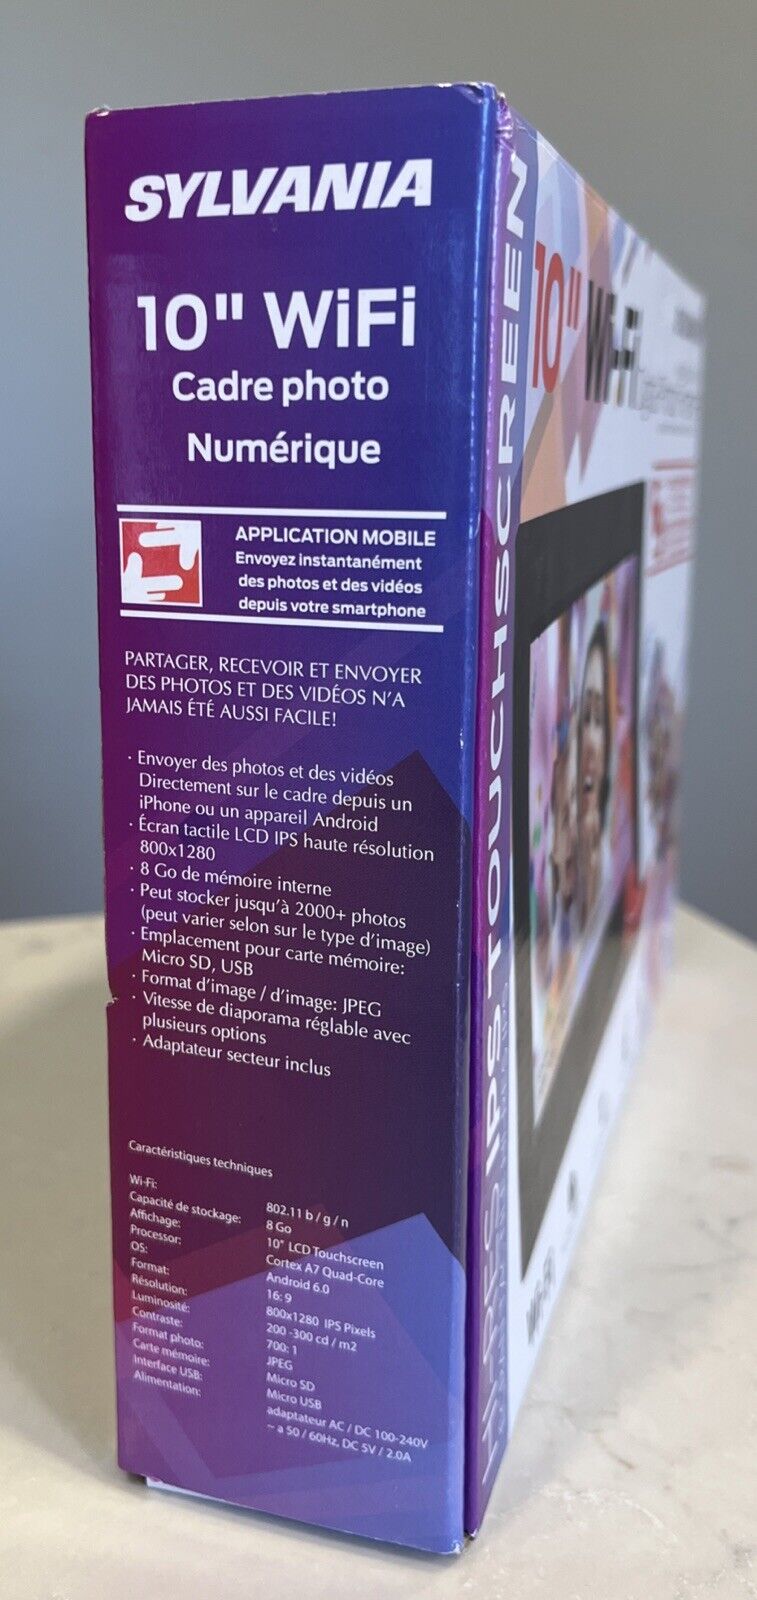 SYLVANIA
10" WiFi
Cadre photo
Numérique
APPLICATION MOBILE
Envoyez instantanément
des photos et des vidéos
depuis votre smartphone
PARTAGER, RECEVOIR ET ENVOYER
DES PHOTOS ET DES VIDÉOS N'A
JAMAIS ÉTÉ AUSSI FACILE!
· Envoyer des photos et des vidéos
Directement sur le cadre depuis un
iPhone ou un appareil Android
· Écran tactile LCD IPS haute résolution
800x1280
· 8 Go de mémoire interne
· Peut stocker jusqu'à 2000+ photos
(peut varier selon sur le type d'image)
· Emplacement pour carte mémoire:
Micro SD, USB
· Format d'image / d'image: JPEG
· Vitesse de diaporama réglable avec
plusieurs options
· Adaptateur secteur inclus
Caractéristiques techniques
Wi-Fi: 802.11 b / g / n
Capacité de stockage: 8 Go
Affichage: 10" LCD Touchscreen
Processor: Cortex A7 Quad-Core
OS: Android 6.0
Format: 16: 9
Résolution: 800x1280 IPS Pixels
Luminosité: 200 -300 cd / m2
Contraste: 700: 1
Format photo: JPEG
Carte mémoire: Micro SD
Interface USB: Micro USB
Alimentation: adaptateur AC / DC 100-240V
~ a 50 / 60Hz, DC 5V / 2.0A
HI-RES IPS TOUCHSCREEN
10" Wi-Fi
Wi-Fi